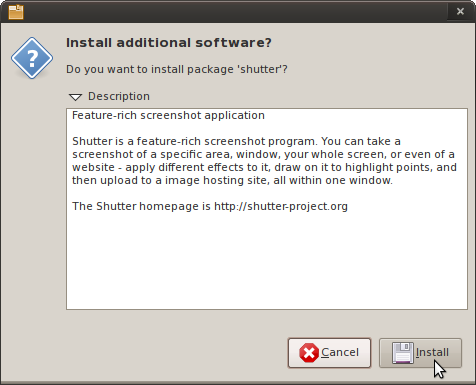 Install additional software?
Do you want to install package 'shutter'?
Description
Feature-rich screenshot application
Shutter is a feature-rich screenshot program. You can take a
screenshot of a specific area, window, your whole screen, or even of a
website - apply different effects to it, draw on it to highlight points, and
then upload to a image hosting site, all within one window.
The Shutter homepage is http://shutter-project.org
Cancel
Install